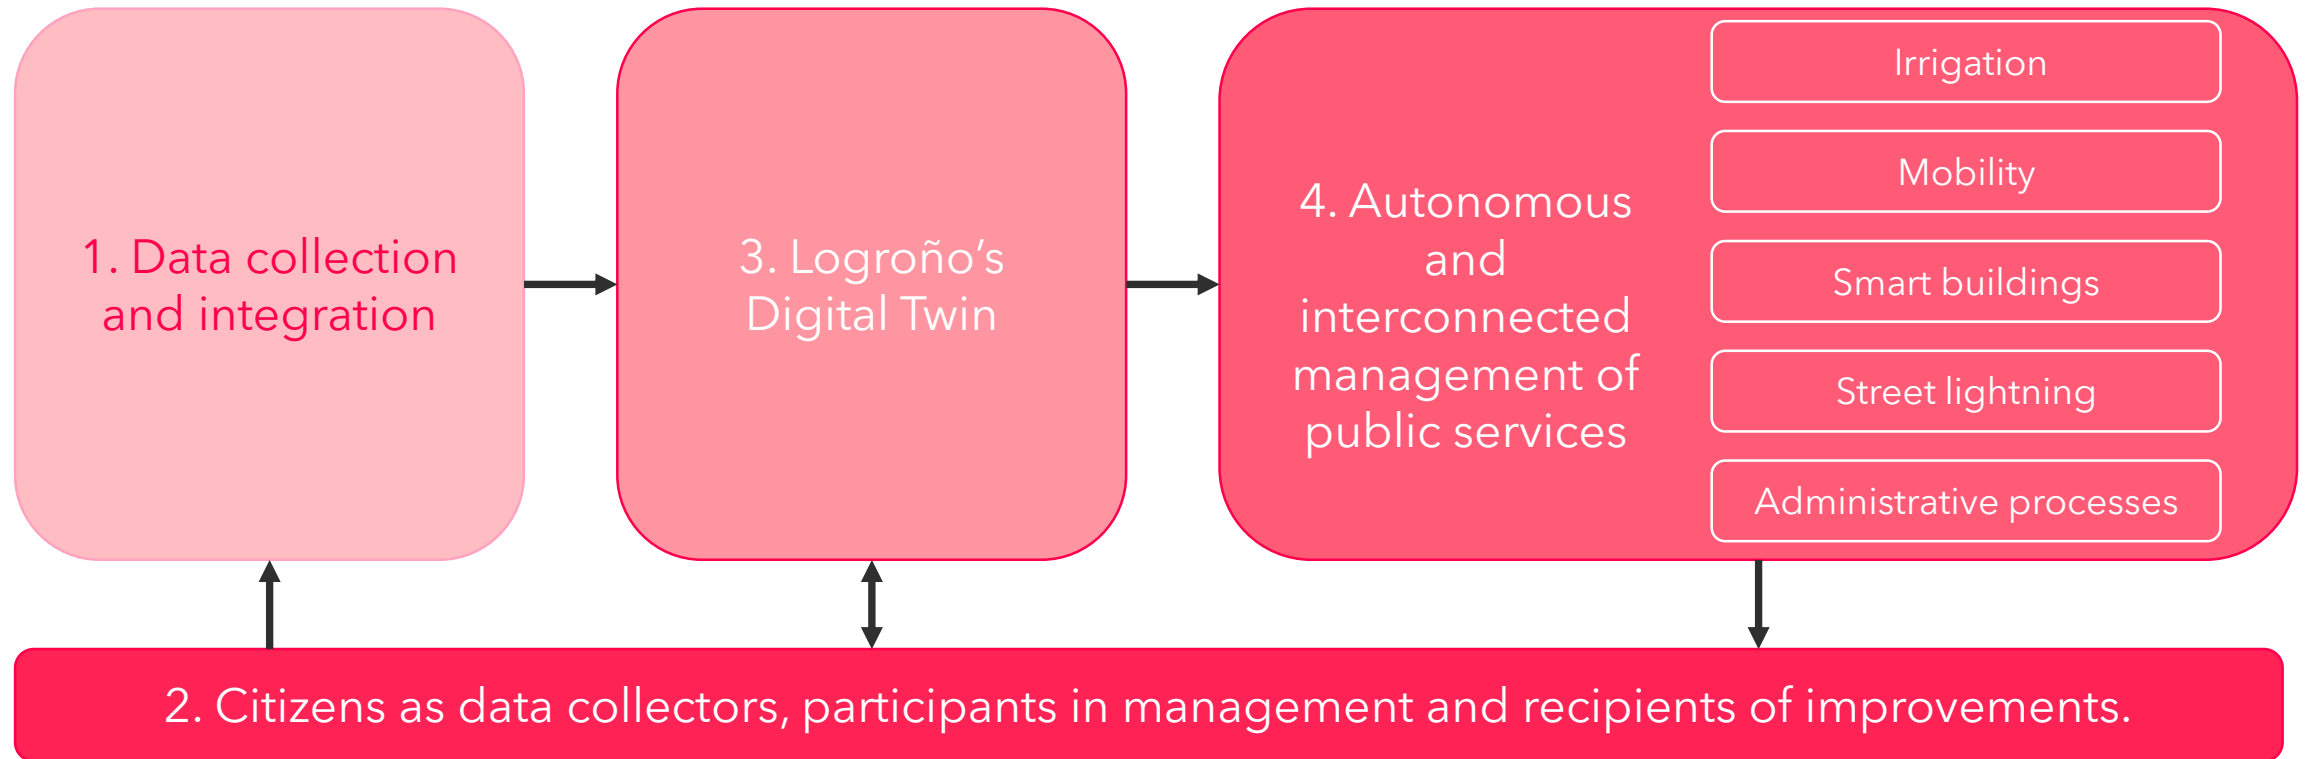 1. Data collection
and integration
3. Logroño’s
Digital Twin
4. Autonomous
and
interconnected
management of
public services
Irrigation
Mobility
Smart buildings
Street lightning
Administrative processes
2. Citizens as data collectors, participants in management and recipients of improvements.